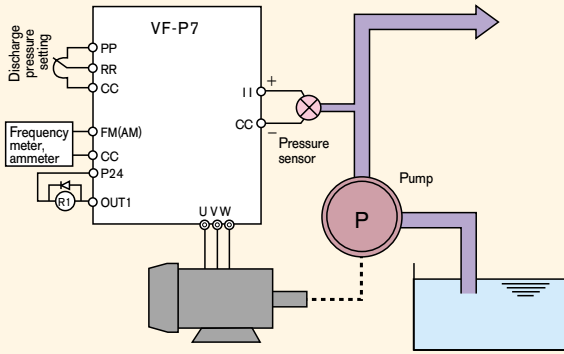 VF-P7
Discharge
pressure
setting
PP
RR
CC
Frequency
meter,
ammeter
FM(AM)
CC
P24
R1
OUT1
II
+
CC
−
Pressure
sensor
U V W
Pump
P